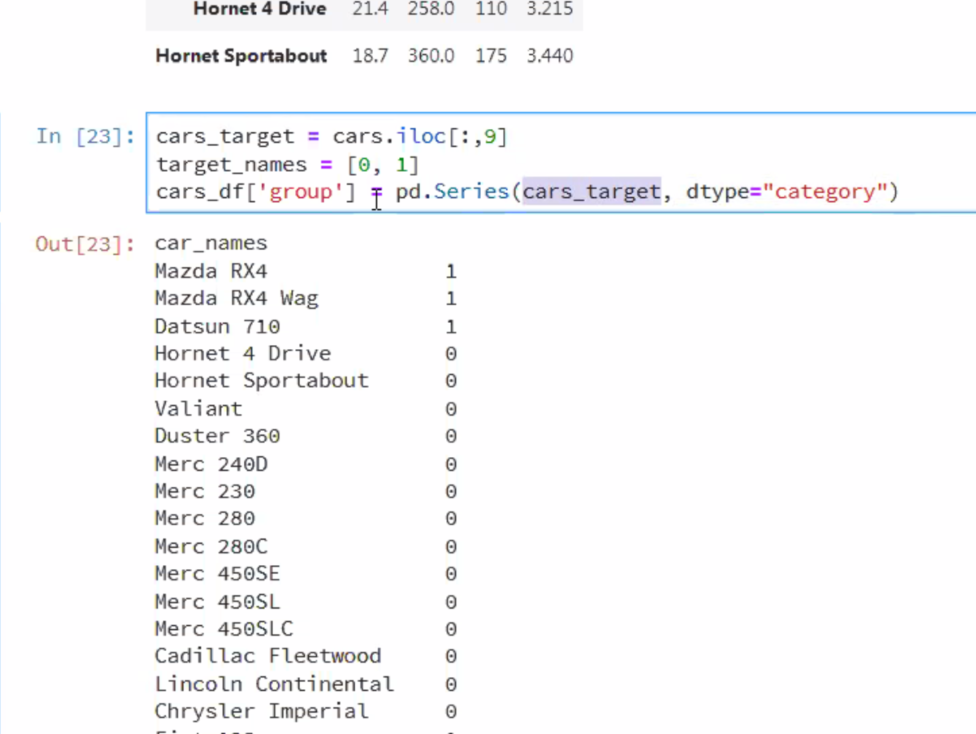 Hornet 4 Drive 21.4 258.0 110 3.215
Hornet Sportabout 18.7 360.0 175 3.440
In [23]: cars_target = cars.iloc[:,9]
target_names = [0, 1]
cars_df['group'] = pd.Series(cars_target, dtype="category")
Out[23]: car_names
Mazda RX4 1
Mazda RX4 Wag 1
Datsun 710 1
Hornet 4 Drive 0
Hornet Sportabout 0
Valiant 0
Duster 360 0
Merc 240D 0
Merc 230 0
Merc 280 0
Merc 280C 0
Merc 450SE 0
Merc 450SL 0
Merc 450SLC 0
Cadillac Fleetwood 0
Lincoln Continental 0
Chrysler Imperial 0